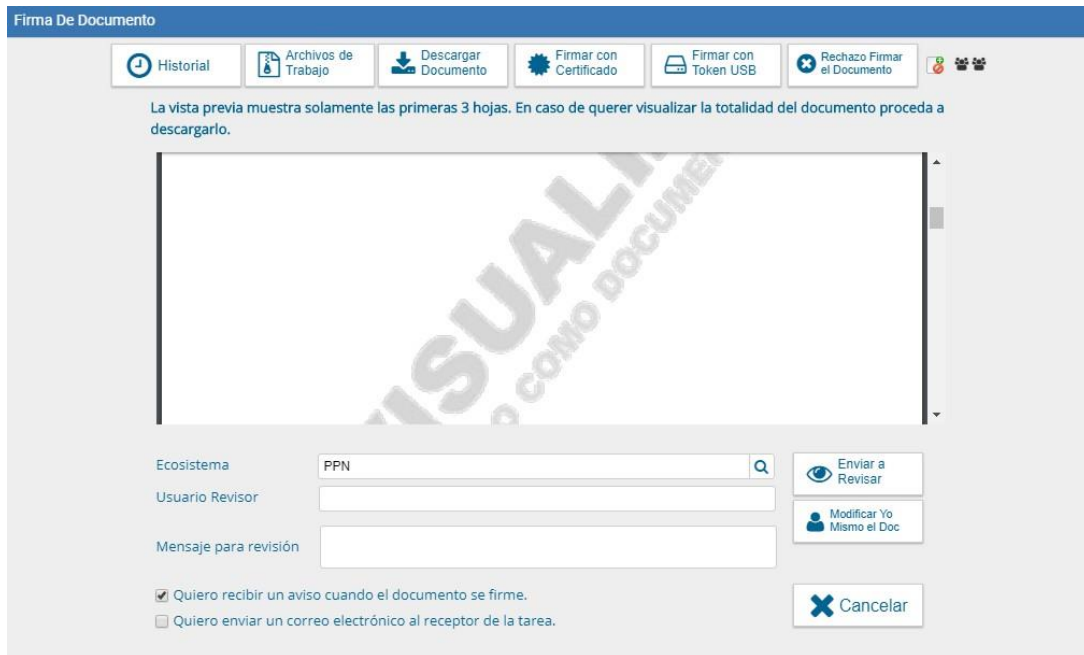 Firma De Documento
Historial
Archivos de
Trabajo
Descargar
Documento
Firmar con
Certificado
Firmar con
Token USB
Rechazo Firmar
el Documento
La vista previa muestra solamente las primeras 3 hojas. En caso de querer visualizar la totalidad del documento proceda a
descargarlo.
COMO DOCUMEN
Ecosistema
PPN
Enviar a
Revisar
Usuario Revisor
Modificar Yo
Mismo el Doc
Mensaje para revisión
Quiero recibir un aviso cuando el documento se firme.
Quiero enviar un correo electrónico al receptor de la tarea.
Cancelar